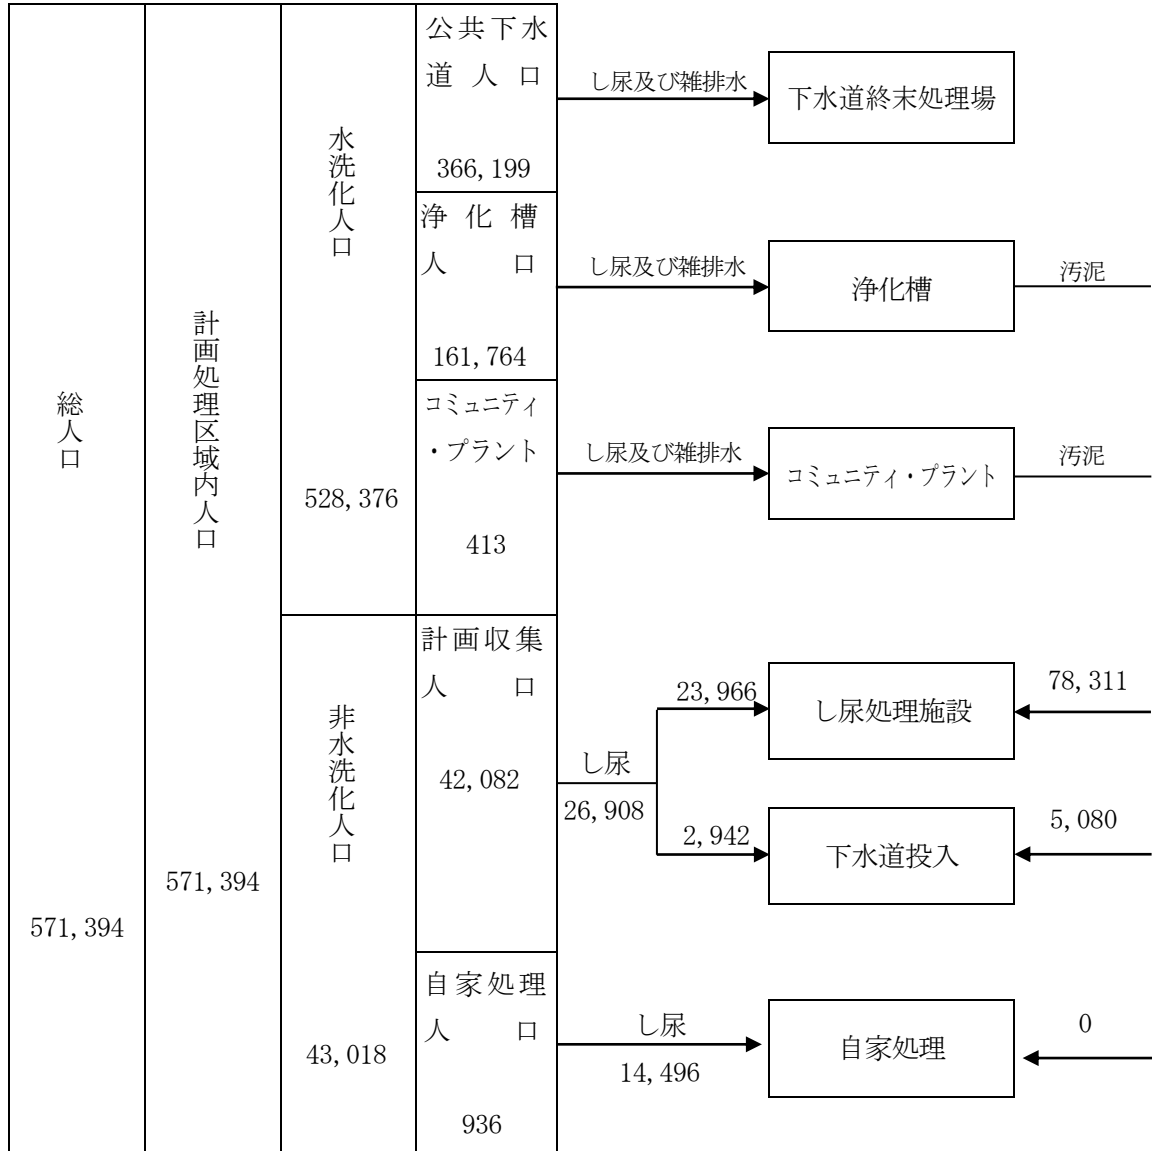 総人口
571,394
計画処理区域内人口
571,394
水洗化人口
528,376
公共下水
道人口
366,199
し尿及び雑排水
下水道終末処理場
浄化槽
人口
161,764
し尿及び雑排水
浄化槽
汚泥
コミュニティ
・プラント
413
し尿及び雑排水
コミュニティ・プラント
汚泥
非水洗化人口
43,018
計画収集
人口
42,082
し尿
26,908
23,966
し尿処理施設
78,311
2,942
下水道投入
5,080
自家処理
人口
936
し尿
14,496
自家処理
0